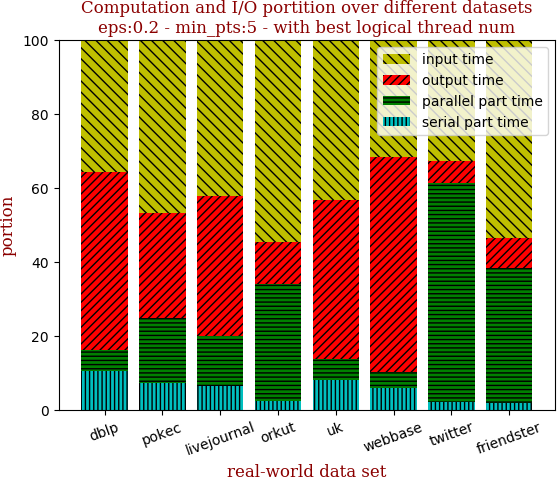 Computation and I/O portition over different datasets
eps:0.2 - min_pts:5 - with best logical thread num
input time
output time
parallel part time
serial part time
portion
100
80
60
40
20
0
dblp
pokec
livejournal
orkut
uk
webbase
twitter
friendster
real-world data set